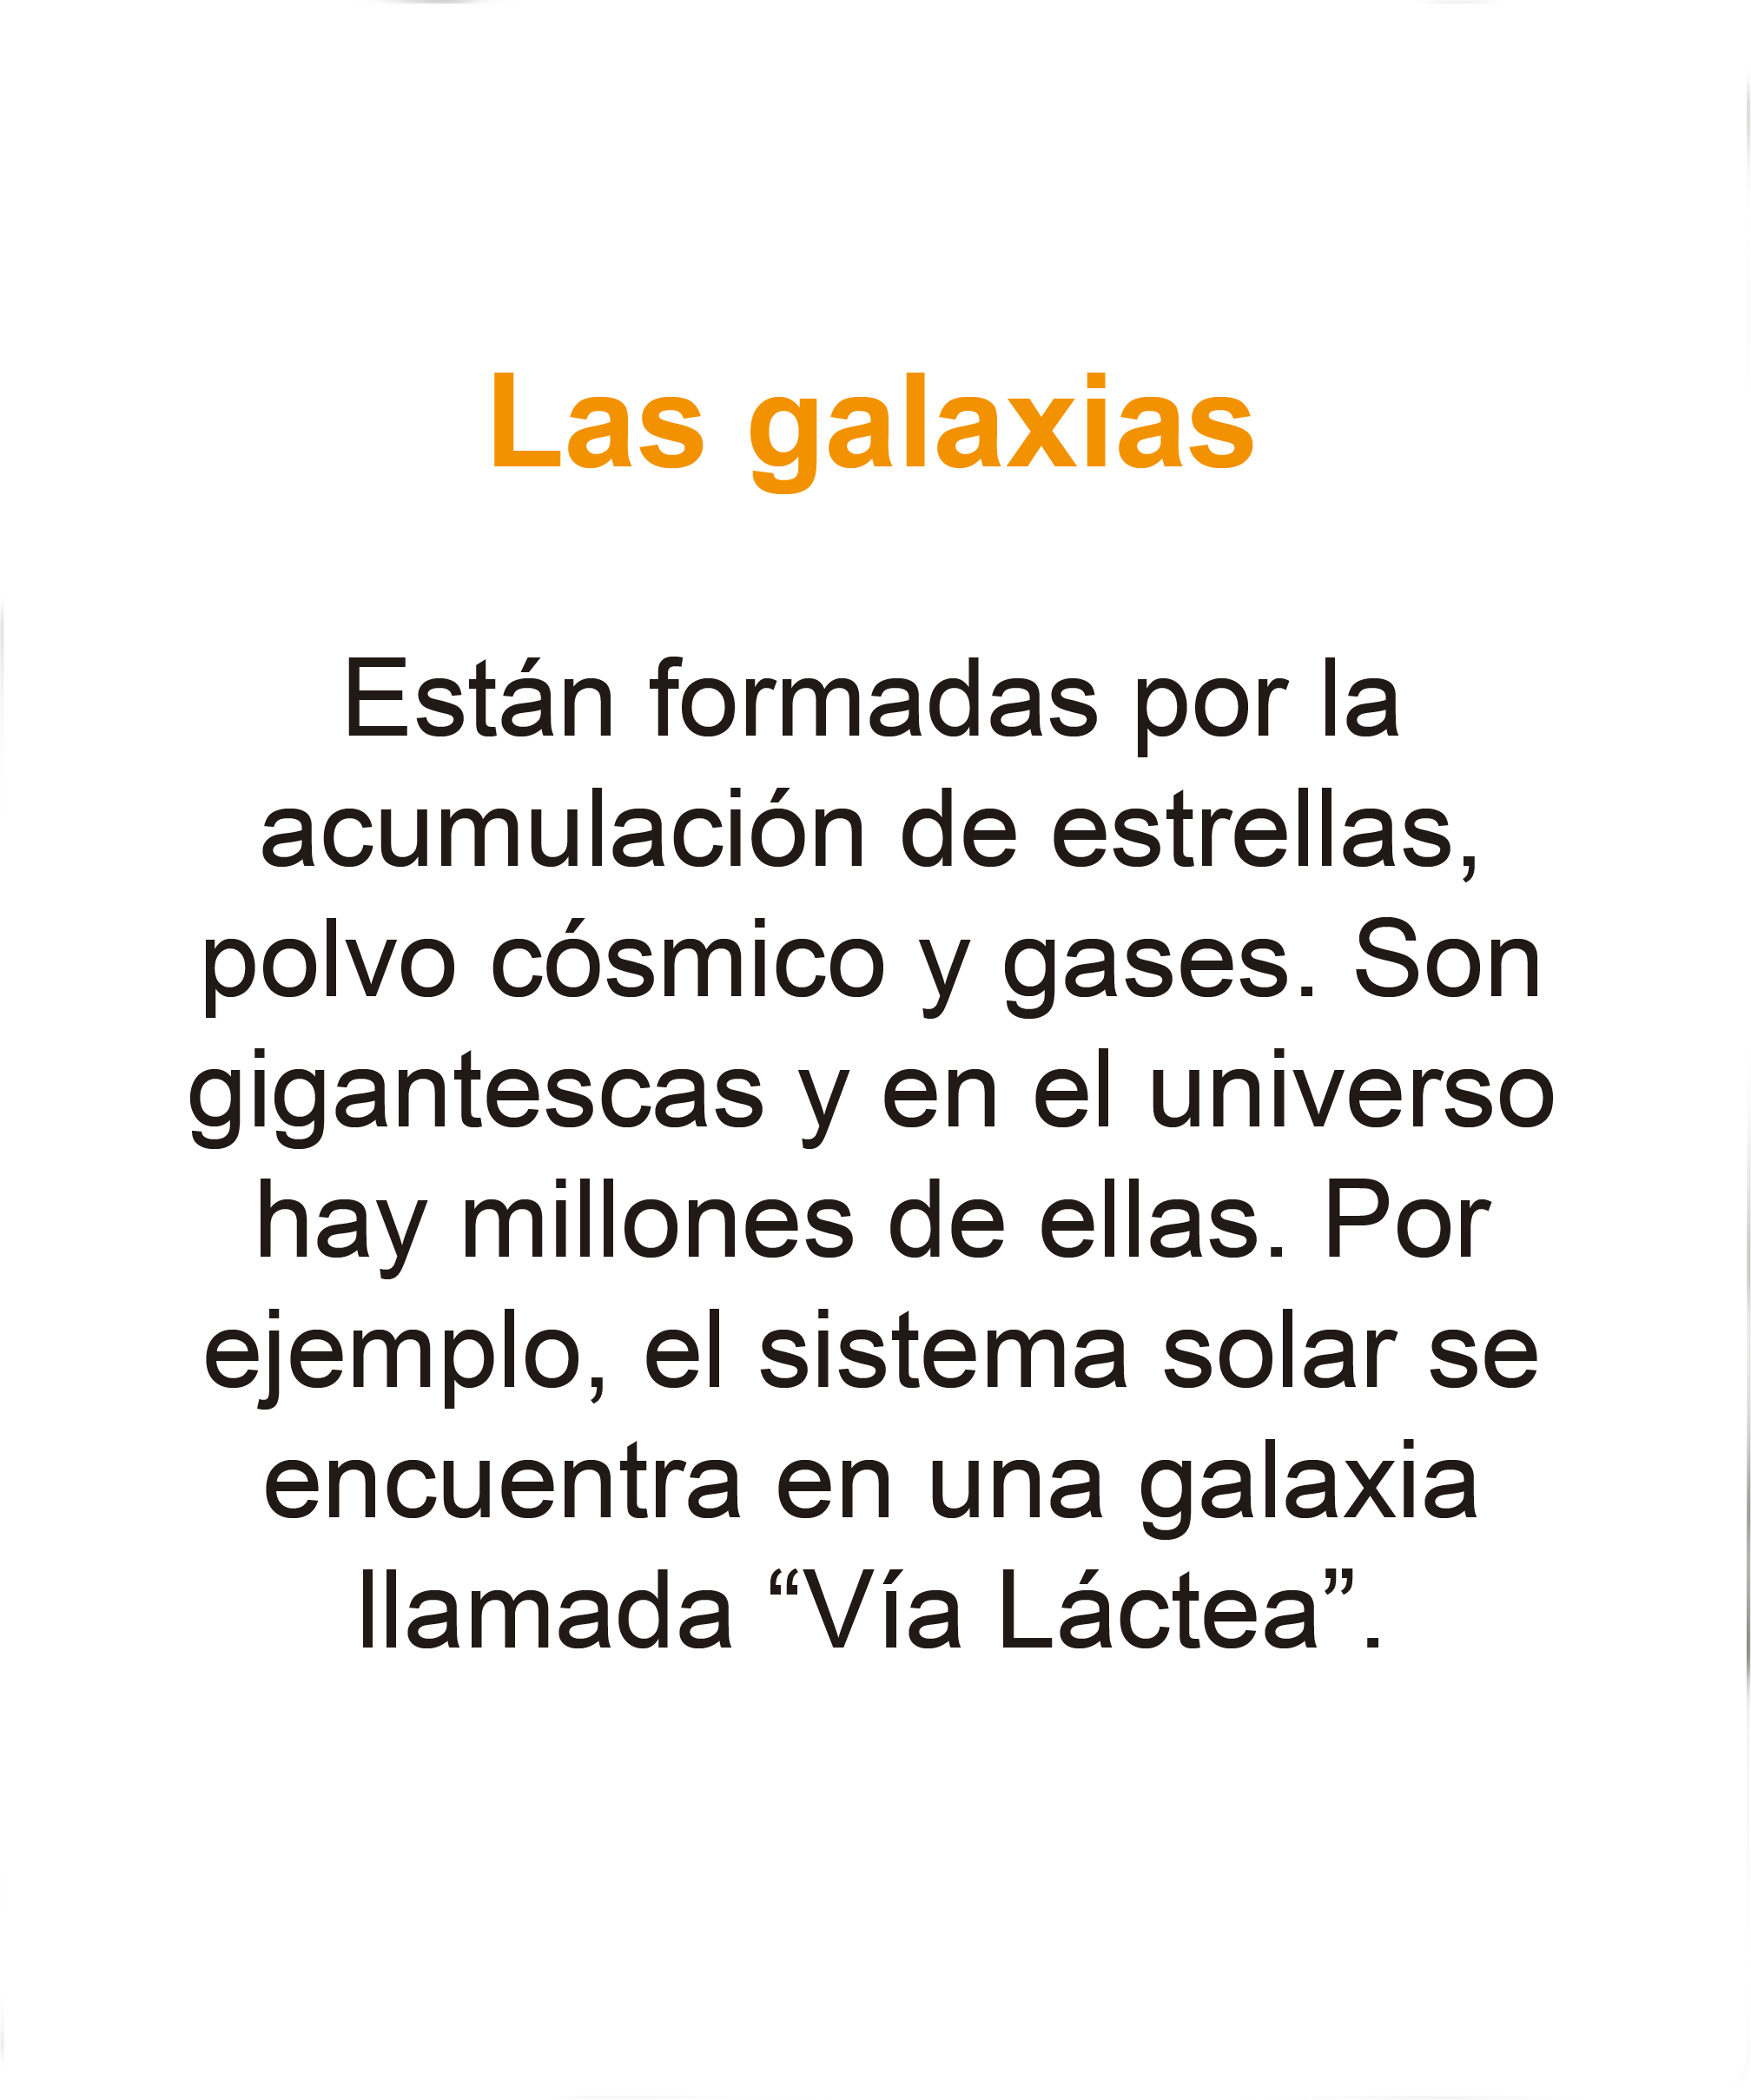 Las galaxias
Están formadas por la
acumulación de estrellas,
polvo cósmico y gases. Son
gigantescas y en el universo
hay millones de ellas. Por
ejemplo, el sistema solar se
encuentra en una galaxia
llamada “Vía Láctea”.